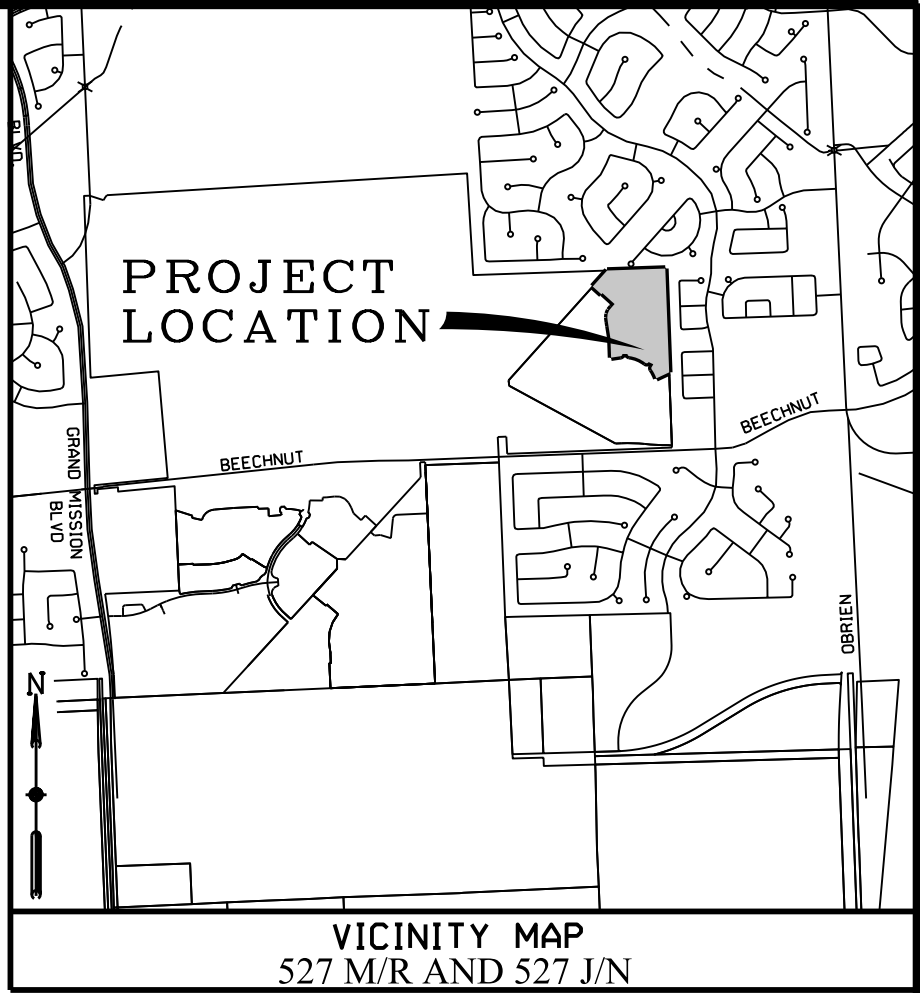 BLVD.
PROJECT
LOCATION
BEECHNUT
BEECHNUT
GRAND MISSION
BLVD
OBRIEN
N
VICINITY MAP
527 M/R AND 527 J/N